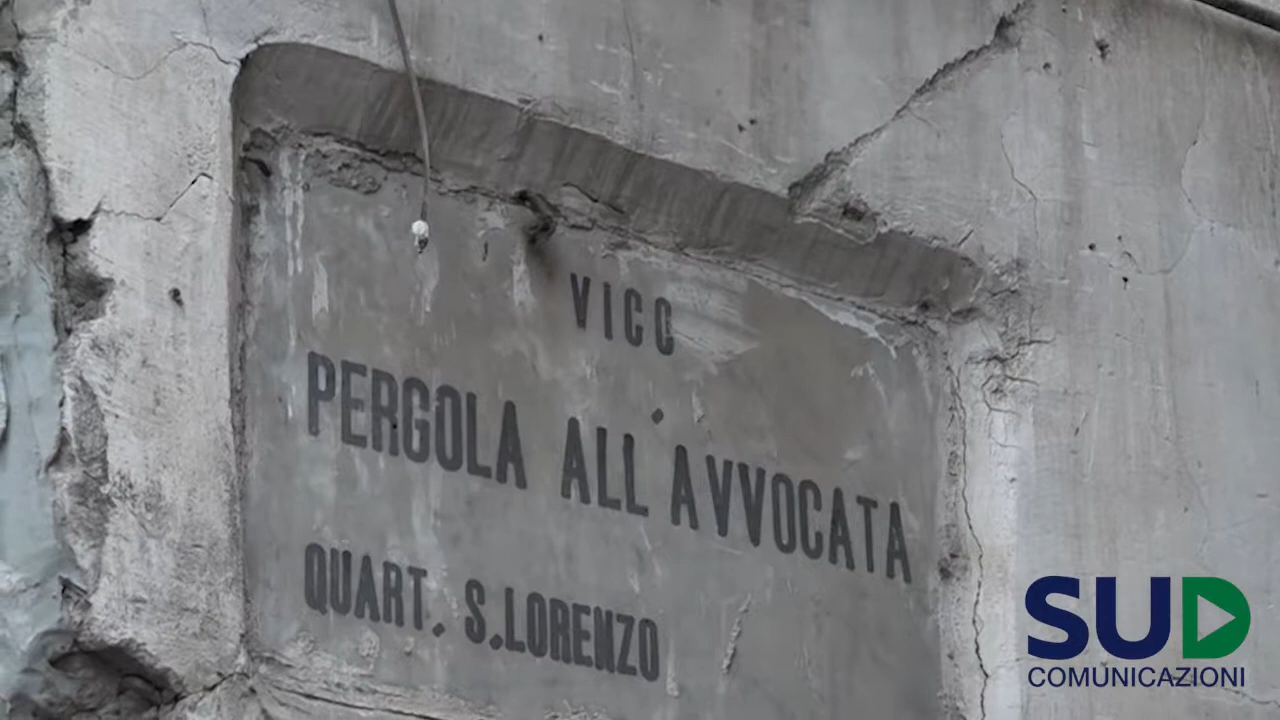 VICO
PERGOLA ALL'AVVOCATA
QUART. S.LORENZO
SUD
COMUNICAZIONI